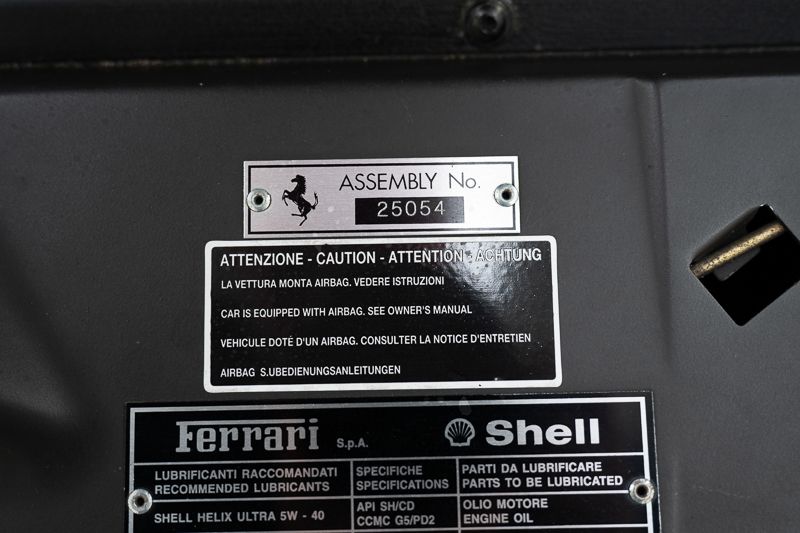 ASSEMBLY No.
25054
ATTENZIONE - CAUTION - ATTENTION - ACHTUNG
LA VETTURA MONTA AIRBAG. VEDERE ISTRUZIONI
CAR IS EQUIPPED WITH AIRBAG. SEE OWNER'S MANUAL
VEHICULE DOTÉ D'UN AIRBAG. CONSULTER LA NOTICE D'ENTRETIEN
AIRBAG S.UBEDIENUNGSANLEITUNGEN
Ferrari S.p.A. Shell
LUBRIFICANTI RACCOMANDATI SPECIFICHE PARTI DA LUBRIFICARE
RECOMMENDED LUBRICANTS SPECIFICATIONS PARTS TO BE LUBRICATED
SHELL HELIX ULTRA 5W - 40 API SH/CD OLIO MOTORE
CCMC G5/PD2 ENGINE OIL